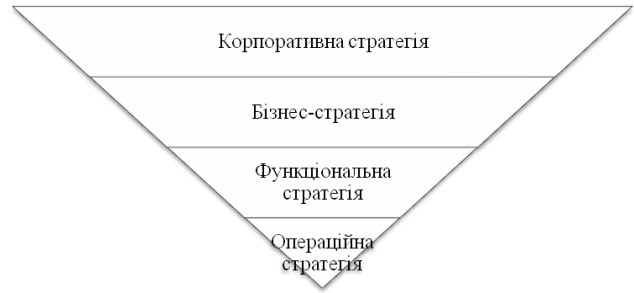 Корпоративна стратегія
Бізнес-стратегія
Функціональна
стратегія
Операційна
стратегія